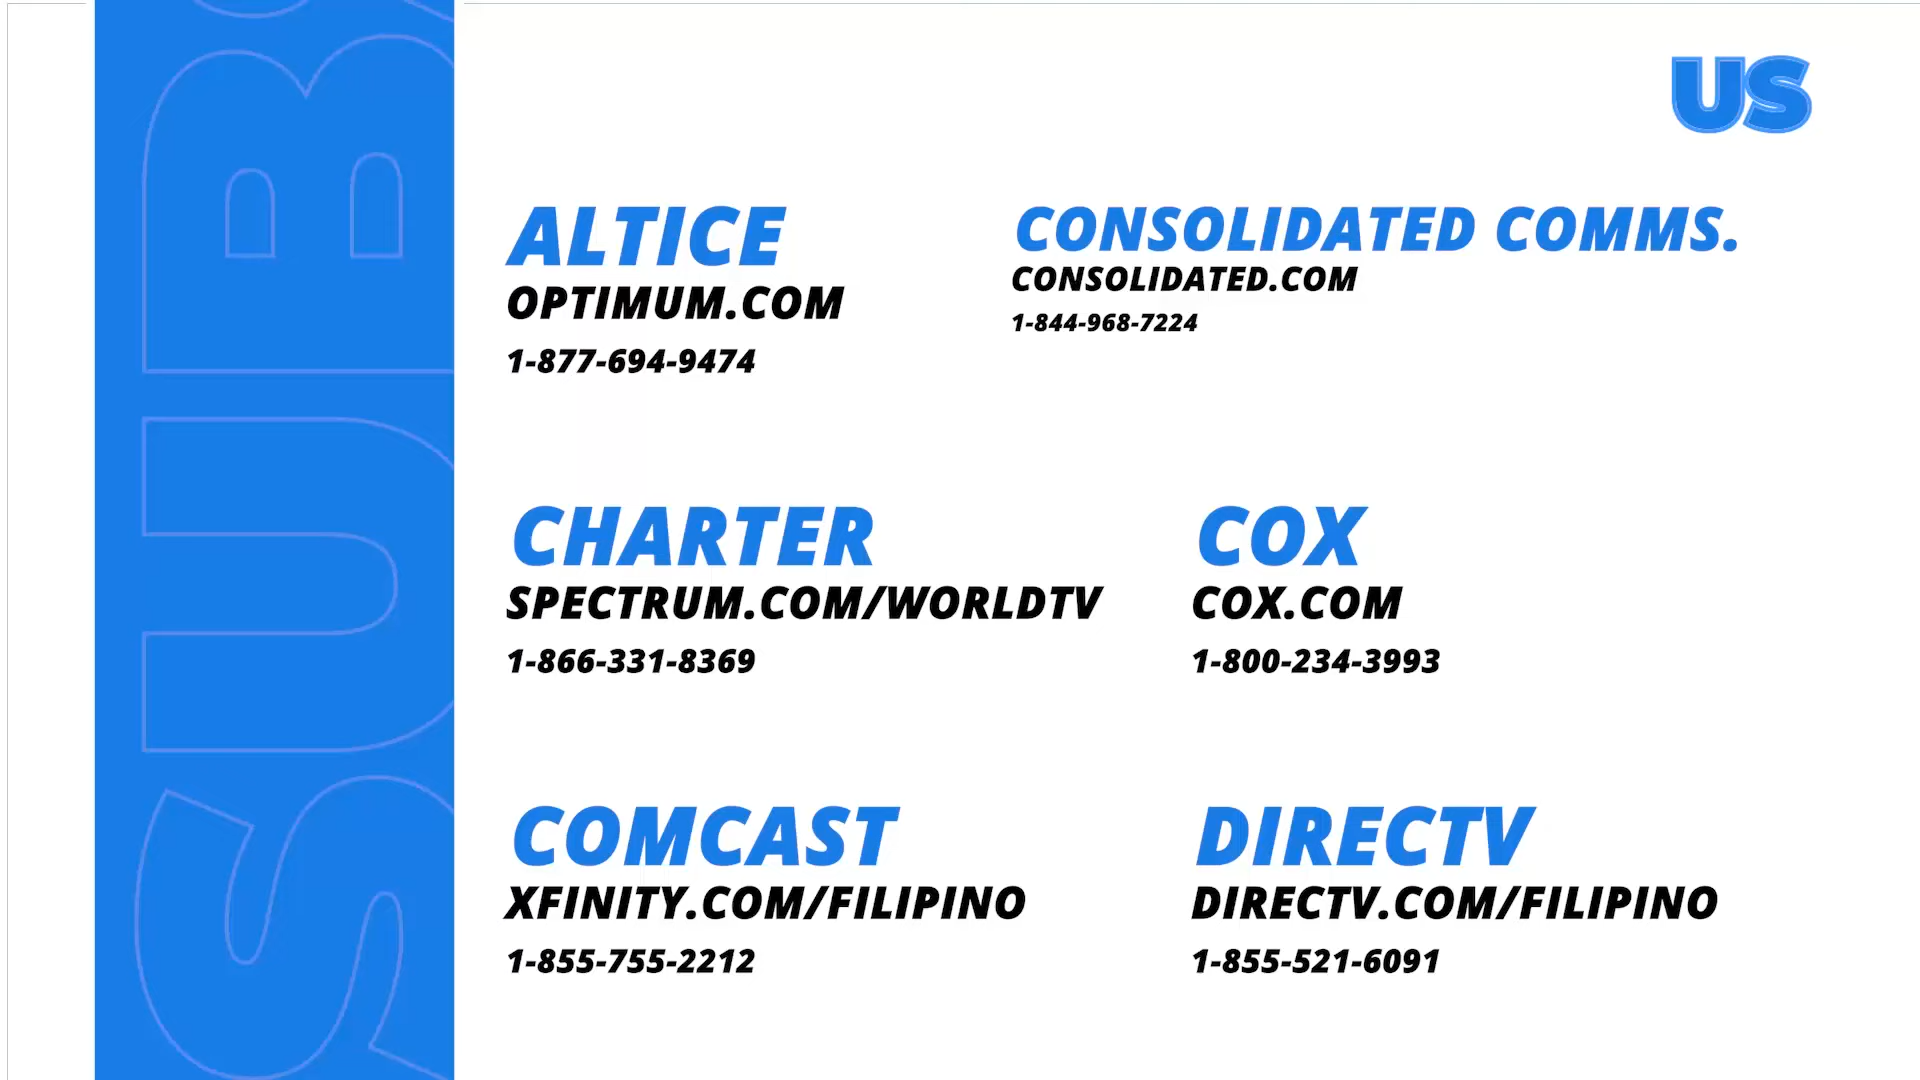 US
ALTICE
OPTIMUM.COM
1-877-694-9474
CONSOLIDATED COMMS.
CONSOLIDATED.COM
1-844-968-7224
CHARTER
SPECTRUM.COM/WORLDTV
1-866-331-8369
COX
COX.COM
1-800-234-3993
COMCAST
XFINITY.COM/FILIPINO
1-855-755-2212
DIRECTV
DIRECTV.COM/FILIPINO
1-855-521-6091
SUB